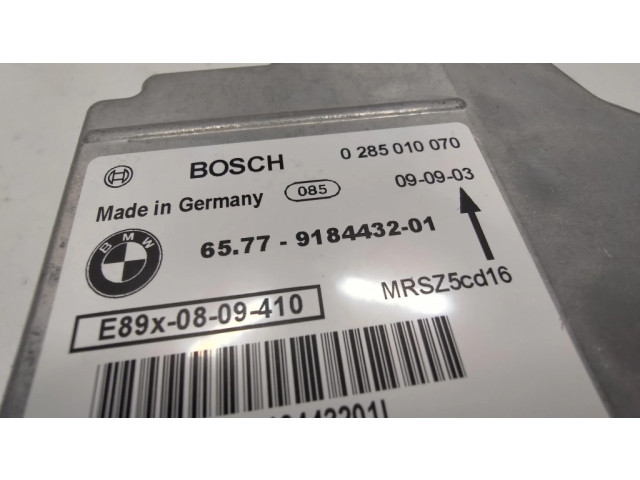 BOSCH 0 285 010 070
Made in Germany 085 09-09-03
BMW 65.77 - 9184432-01
E89x-08-09-410 MRSZ5cd16